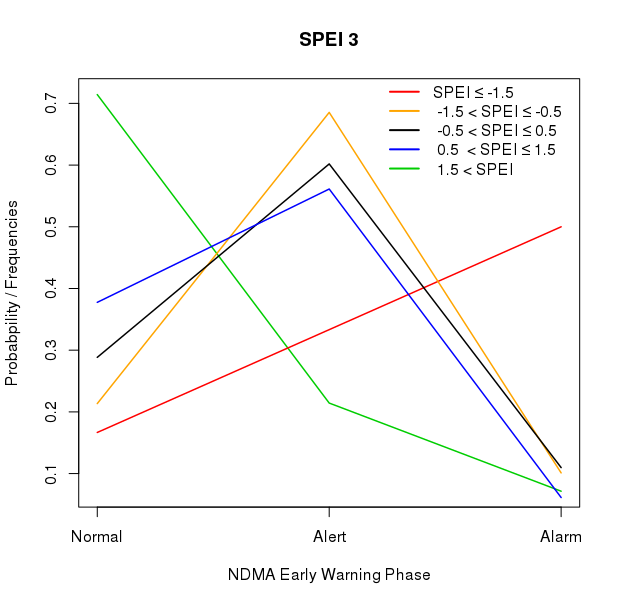 SPEI 3
SPEI ≤ -1.5
-1.5 < SPEI ≤ -0.5
-0.5 < SPEI ≤ 0.5
0.5 < SPEI ≤ 1.5
1.5 < SPEI
Probabpility / Frequencies
0.7
0.6
0.5
0.4
0.3
0.2
0.1
Normal Alert Alarm
NDMA Early Warning Phase